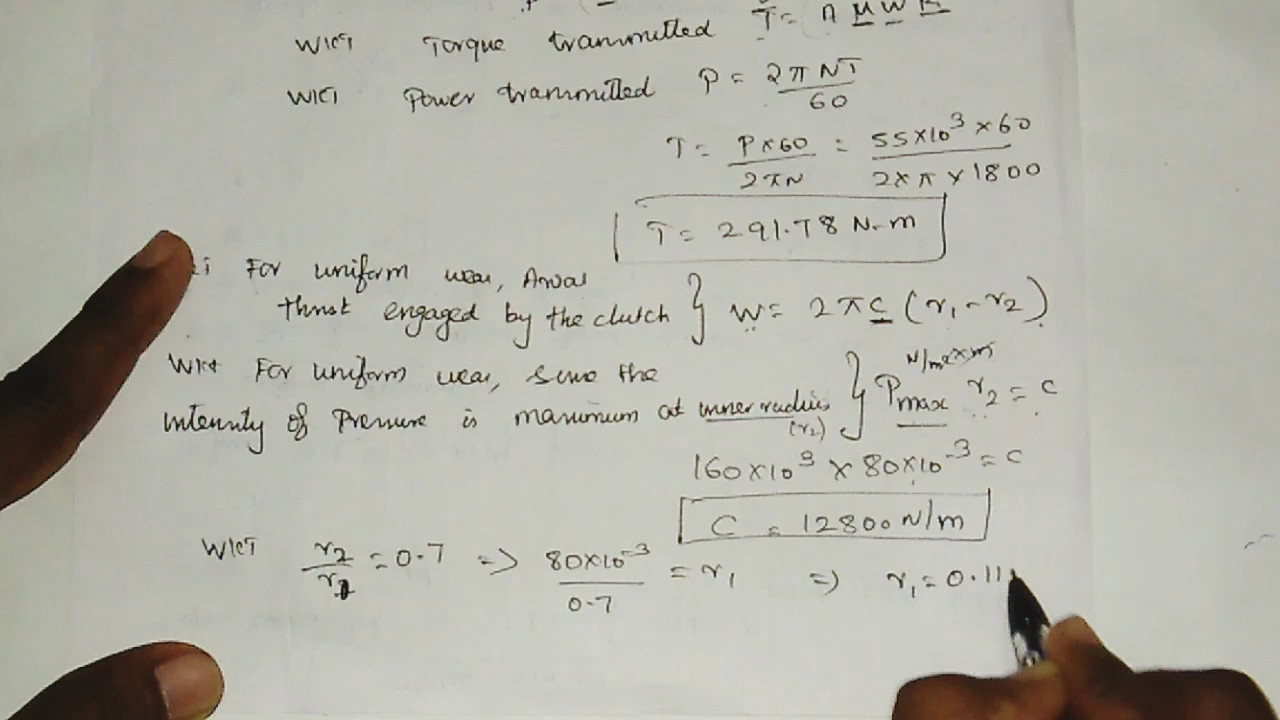 WKT Torque transmitted T = n μ W R
WKT Power transmitted P = 2πNT / 60
T = P×60 / 2πN = 55×10³ × 60 / 2×π×1800
T = 291.78 N-m
For uniform wear, Axial
thrust engaged by the clutch } W = 2πC (r₁ - r₂)
WKT For uniform wear, since the
intensity of Pressure is maximum at inner radius (r₂) } Pmax r₂ = C
N/m² × m
160×10³ × 80×10⁻³ = C
C = 12800 N/m
WKT r₂ / r₁ = 0.7 => 80×10⁻³ / 0.7 = r₁ => r₁ = 0.11